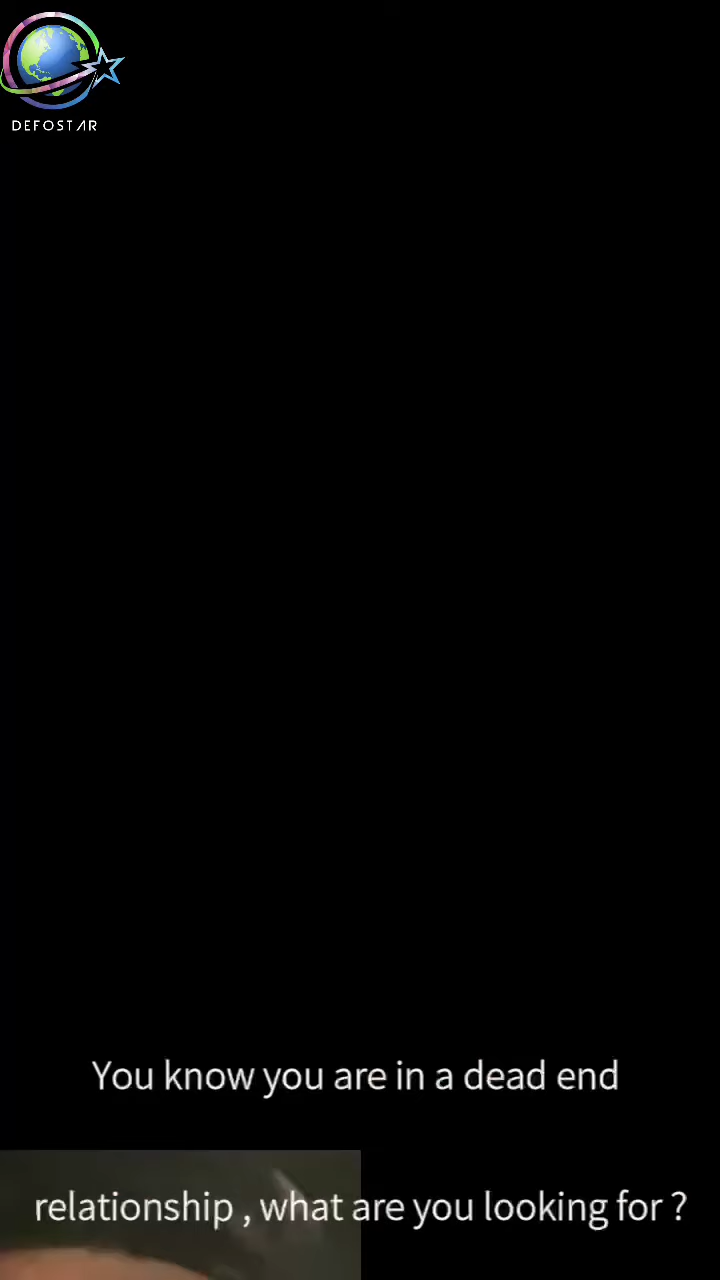 DEFOSTAR
You know you are in a dead end
relationship , what are you looking for ?